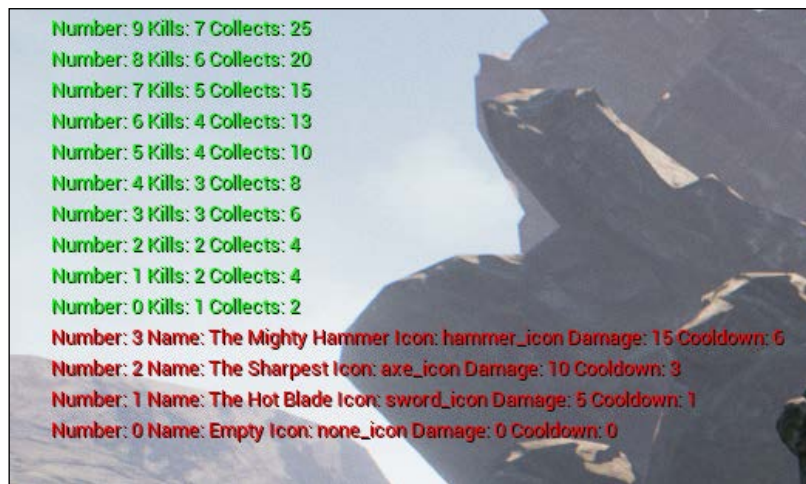 Number: 9 Kills: 7 Collects: 25
Number: 8 Kills: 6 Collects: 20
Number: 7 Kills: 5 Collects: 15
Number: 6 Kills: 4 Collects: 13
Number: 5 Kills: 4 Collects: 10
Number: 4 Kills: 3 Collects: 8
Number: 3 Kills: 3 Collects: 6
Number: 2 Kills: 2 Collects: 4
Number: 1 Kills: 2 Collects: 4
Number: 0 Kills: 1 Collects: 2
Number: 3 Name: The Mighty Hammer Icon: hammer_icon Damage: 15 Cooldown: 6
Number: 2 Name: The Sharpest Icon: axe_icon Damage: 10 Cooldown: 3
Number: 1 Name: The Hot Blade Icon: sword_icon Damage: 5 Cooldown: 1
Number: 0 Name: Empty Icon: none_icon Damage: 0 Cooldown: 0